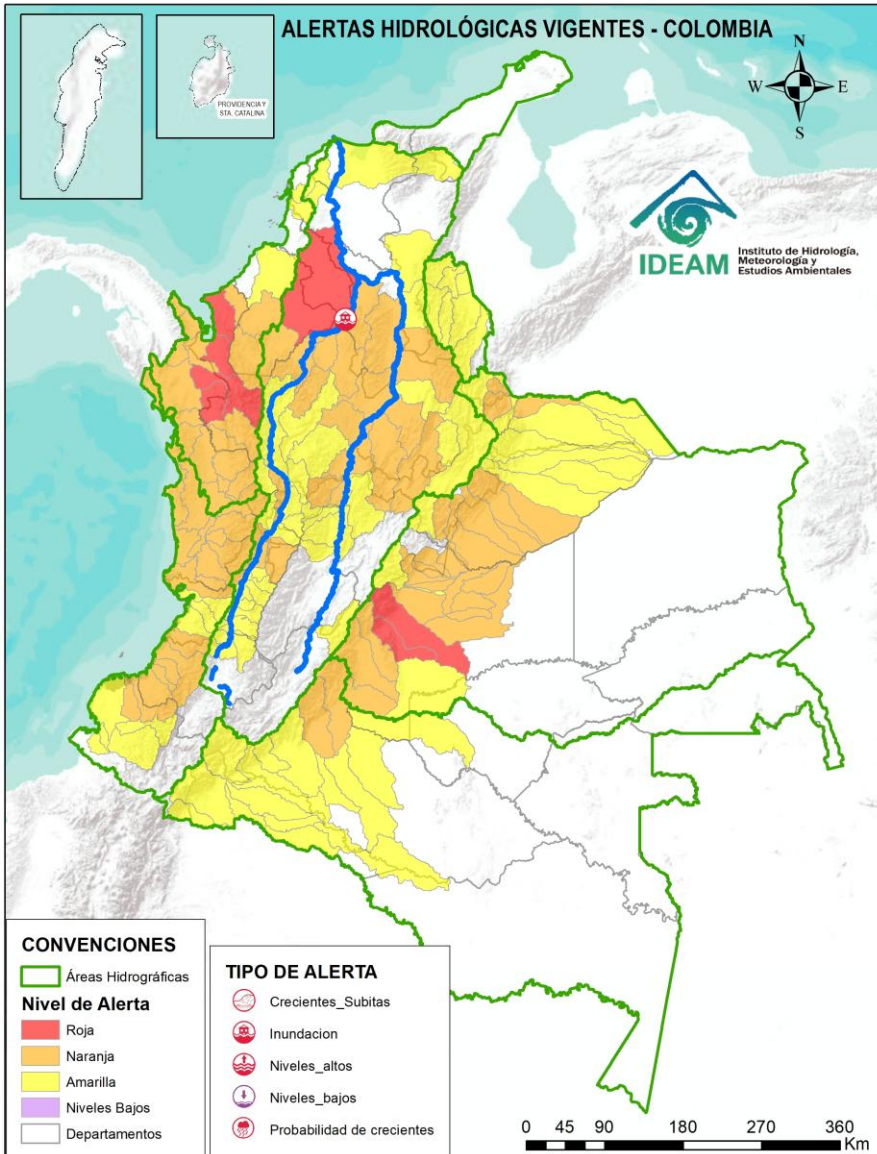 ALERTAS HIDROLÓGICAS VIGENTES - COLOMBIA
PROVIDENCIA Y
STA. CATALINA
N
W
E
S
IDEAM
Instituto de Hidrología,
Meteorología y
Estudios Ambientales
CONVENCIONES
Áreas Hidrográficas
Nivel de Alerta
Roja
Naranja
Amarilla
Niveles Bajos
Departamentos
TIPO DE ALERTA
Crecientes_Subitas
Inundacion
Niveles_altos
Niveles_bajos
Probabilidad de crecientes
0 45 90 180 270 360
Km